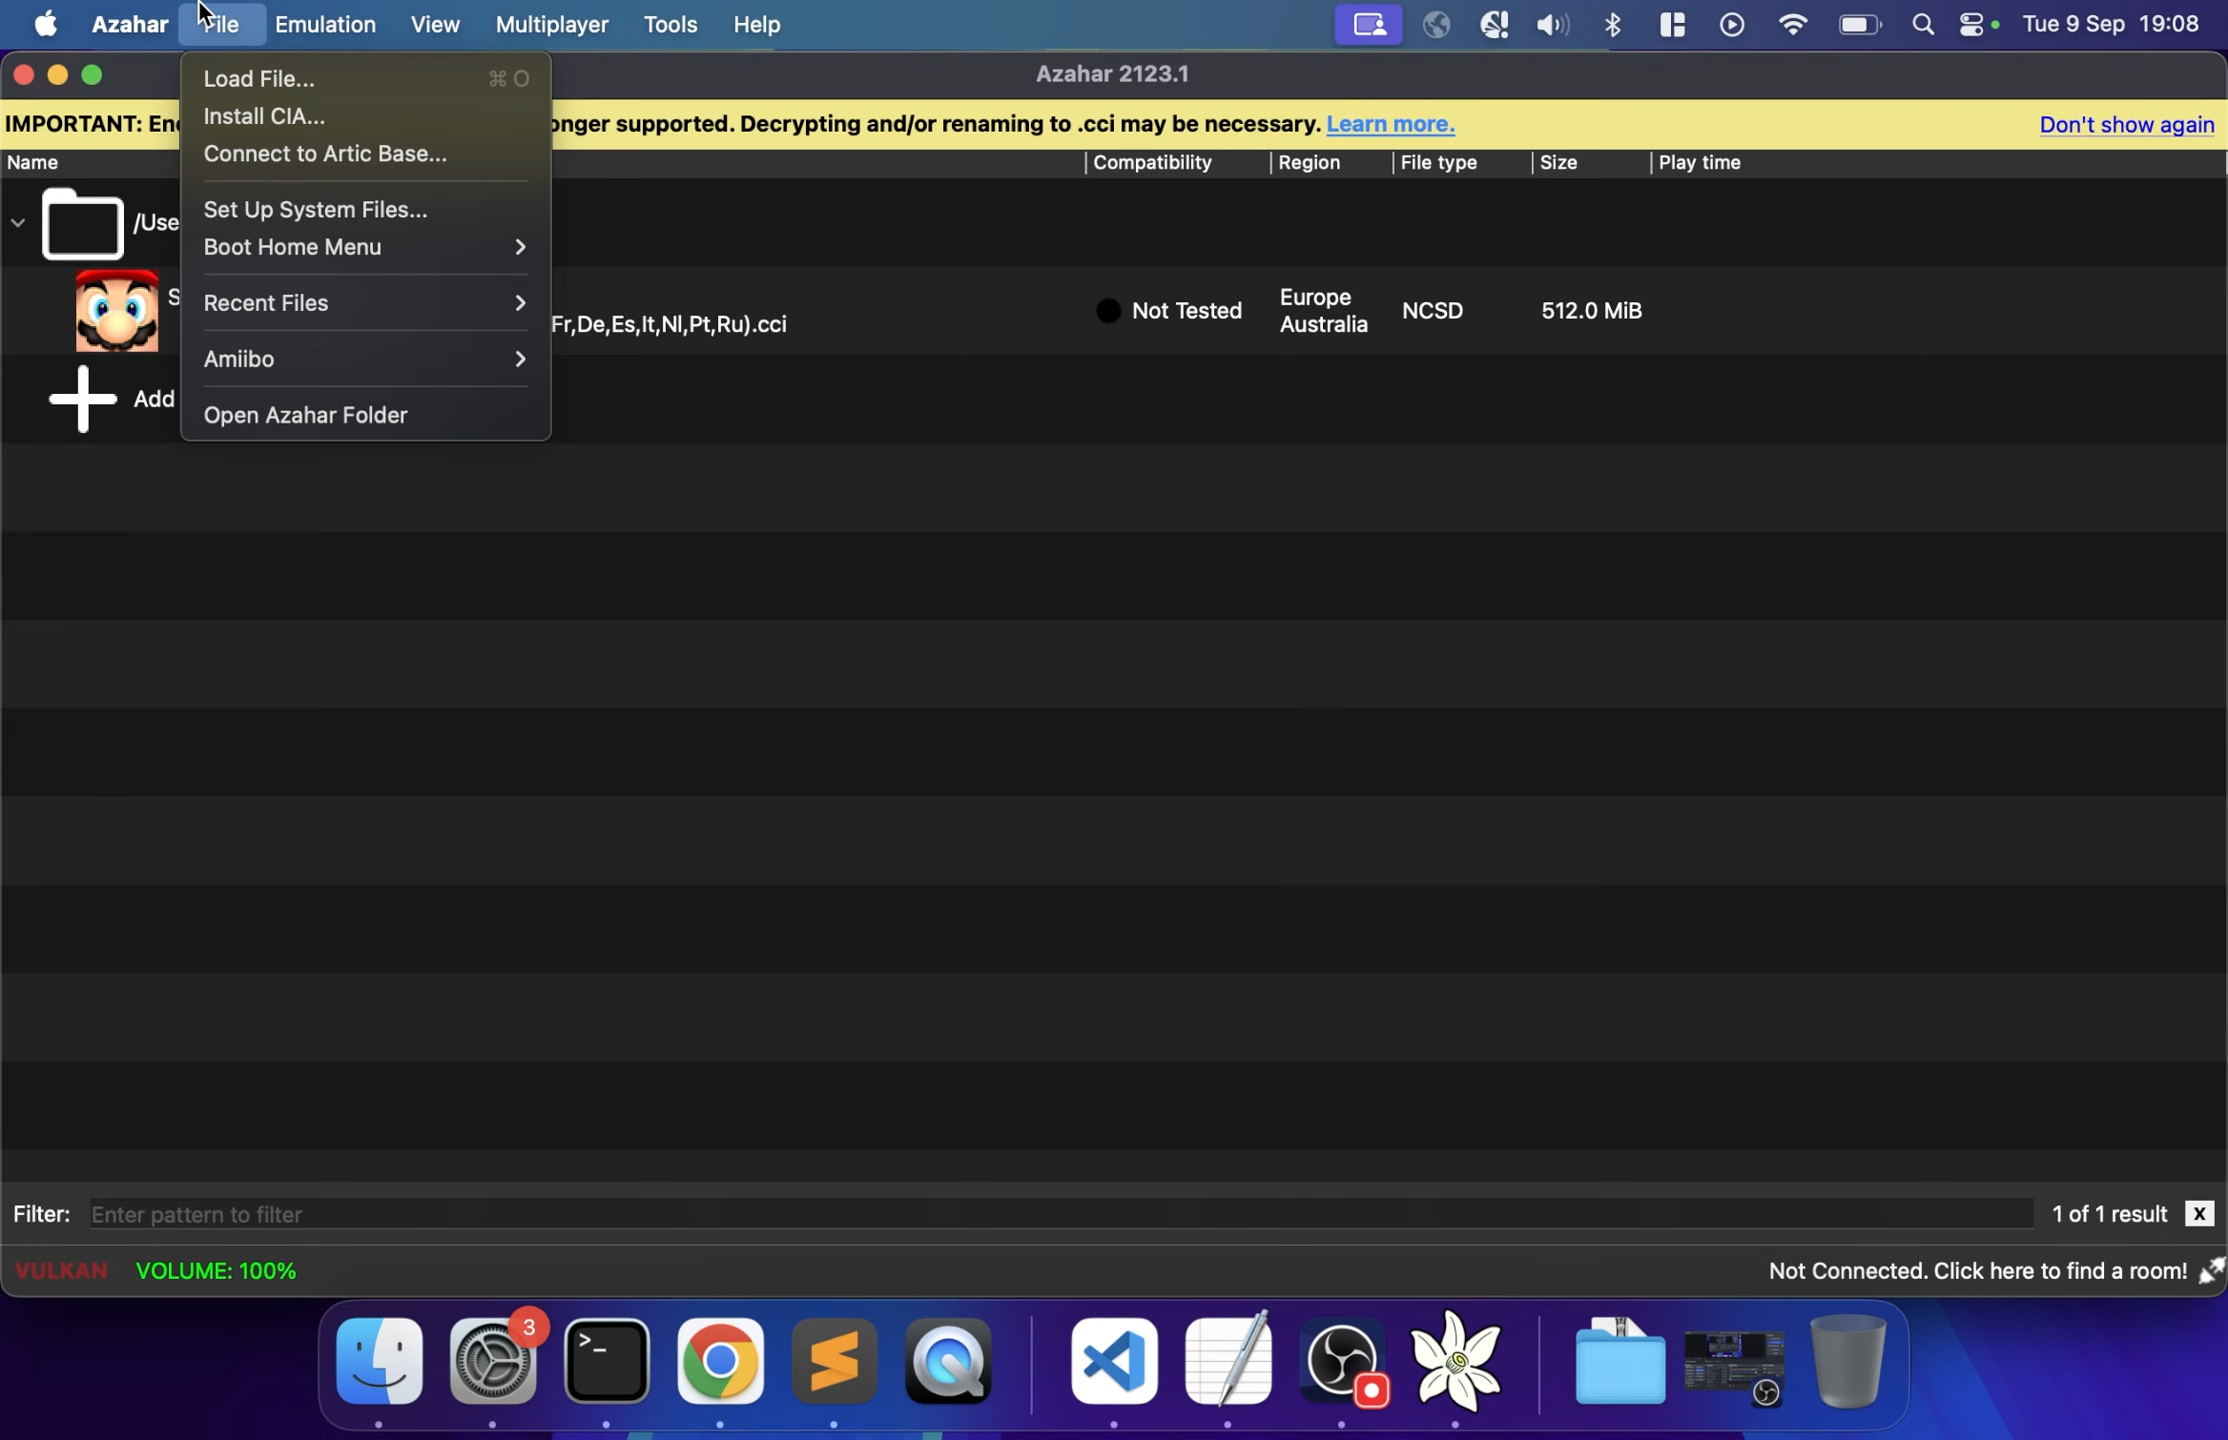 Azahar File Emulation View Multiplayer Tools Help Tue 9 Sep 19:08
Azahar 2123.1
Load File... ⌘ O
Install CIA...
Connect to Artic Base...
Set Up System Files...
Boot Home Menu
Recent Files
Amiibo
Open Azahar Folder
IMPORTANT: onger supported. Decrypting and/or renaming to .cci may be necessary. Learn more. Don't show again
Name Compatibility Region File type Size Play time
/Use
S
Fr,De,Es,It,Nl,Pt,Ru).cci Not Tested Europe Australia NCSD 512.0 MiB
Add
Filter: Enter pattern to filter 1 of 1 result X
VULKAN VOLUME: 100% Not Connected. Click here to find a room!
3
>_